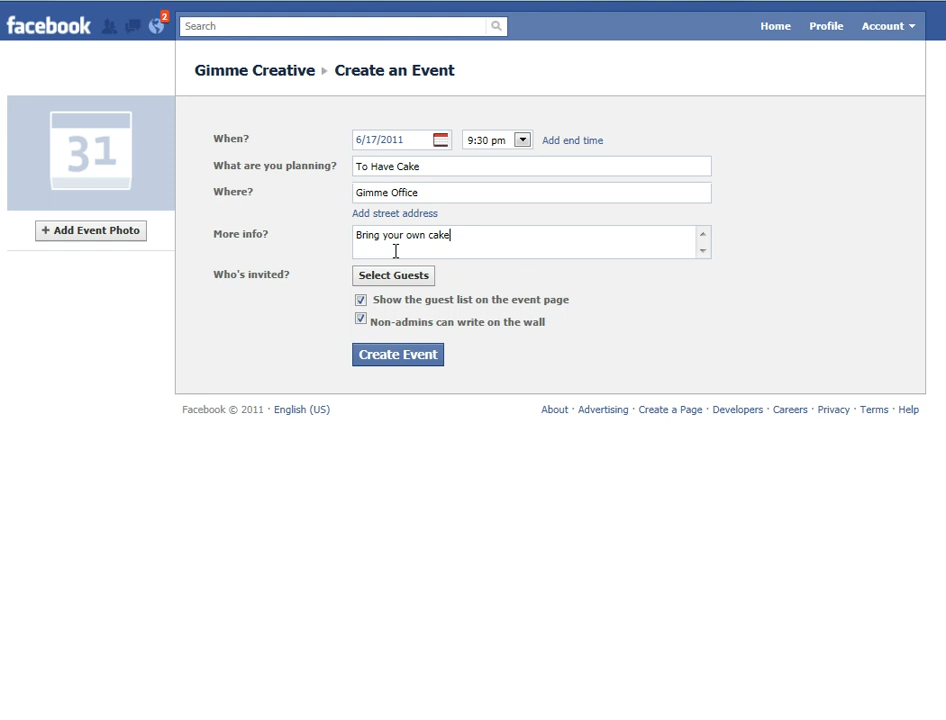 facebook 2 Search Home Profile Account
Gimme Creative Create an Event
31
+ Add Event Photo
When? 6/17/2011 9:30 pm Add end time
What are you planning? To Have Cake
Where? Gimme Office
Add street address
More info? Bring your own cake
Who's invited? Select Guests
Show the guest list on the event page
Non-admins can write on the wall
Create Event
Facebook © 2011 · English (US) About · Advertising · Create a Page · Developers · Careers · Privacy · Terms · Help